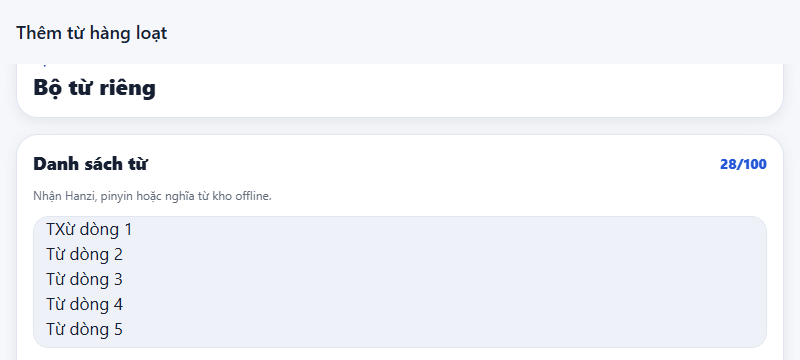 Thêm từ hàng loạt
Bộ từ riêng
Danh sách từ
28/100
Nhận Hanzi, pinyin hoặc nghĩa từ kho offline.
TXừ dòng 1
Từ dòng 2
Từ dòng 3
Từ dòng 4
Từ dòng 5